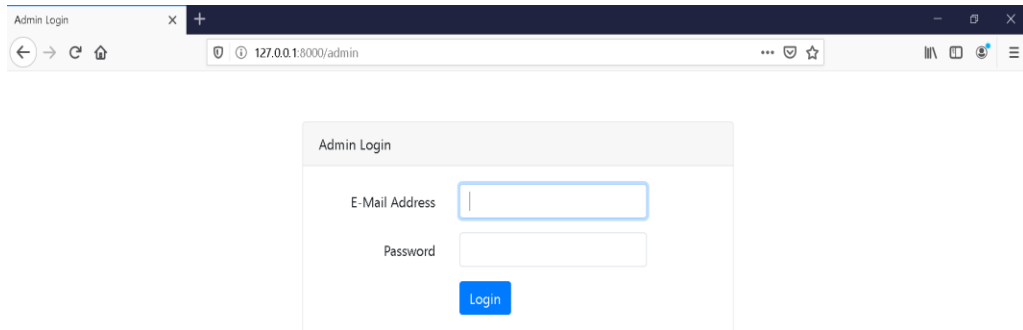 Admin Login
127.0.0.1:8000/admin
Admin Login
E-Mail Address
Password
Login